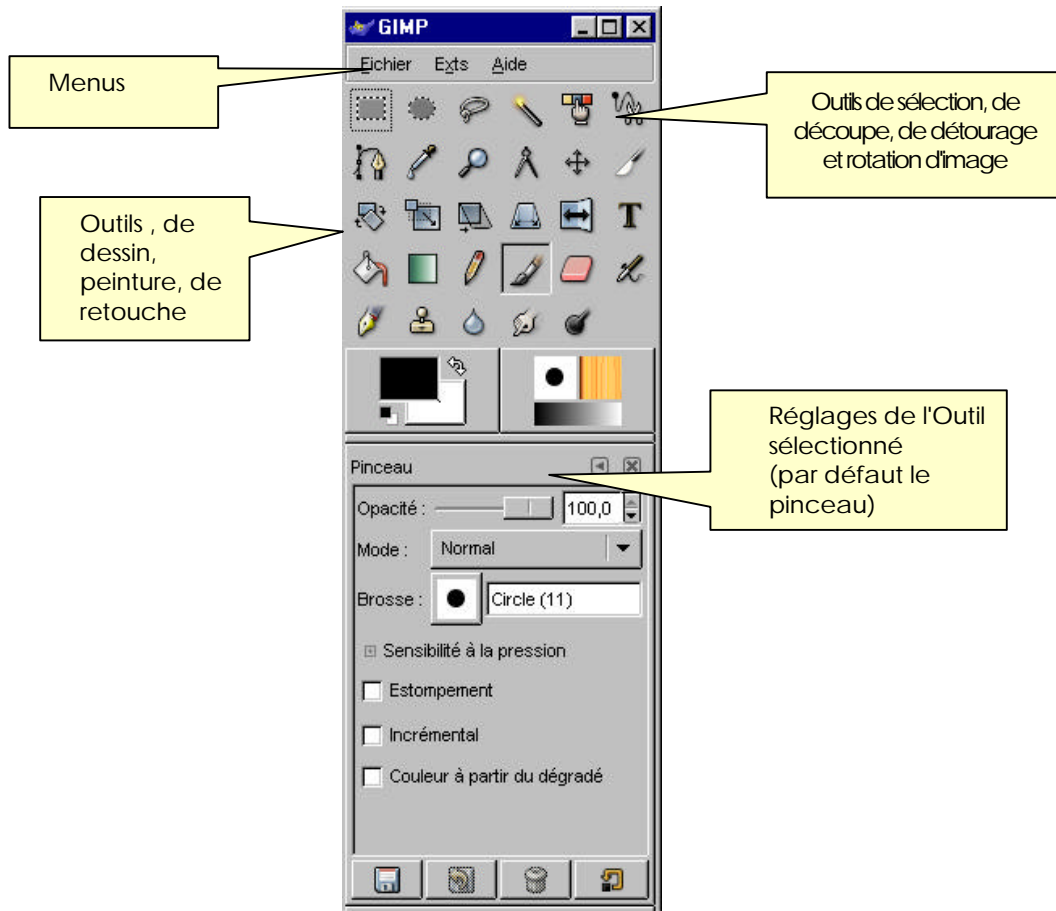 GIMP
Fichier Exts Aide
Menus
Outils de sélection, de
découpe, de détourage
et rotation d'image
Outils , de
dessin,
peinture, de
retouche
T
Réglages de l'Outil
sélectionné
(par défaut le
pinceau)
Pinceau
Opacité : 100,0
Mode : Normal
Brosse : Circle (11)
Sensibilité à la pression
Estompement
Incrémental
Couleur à partir du dégradé